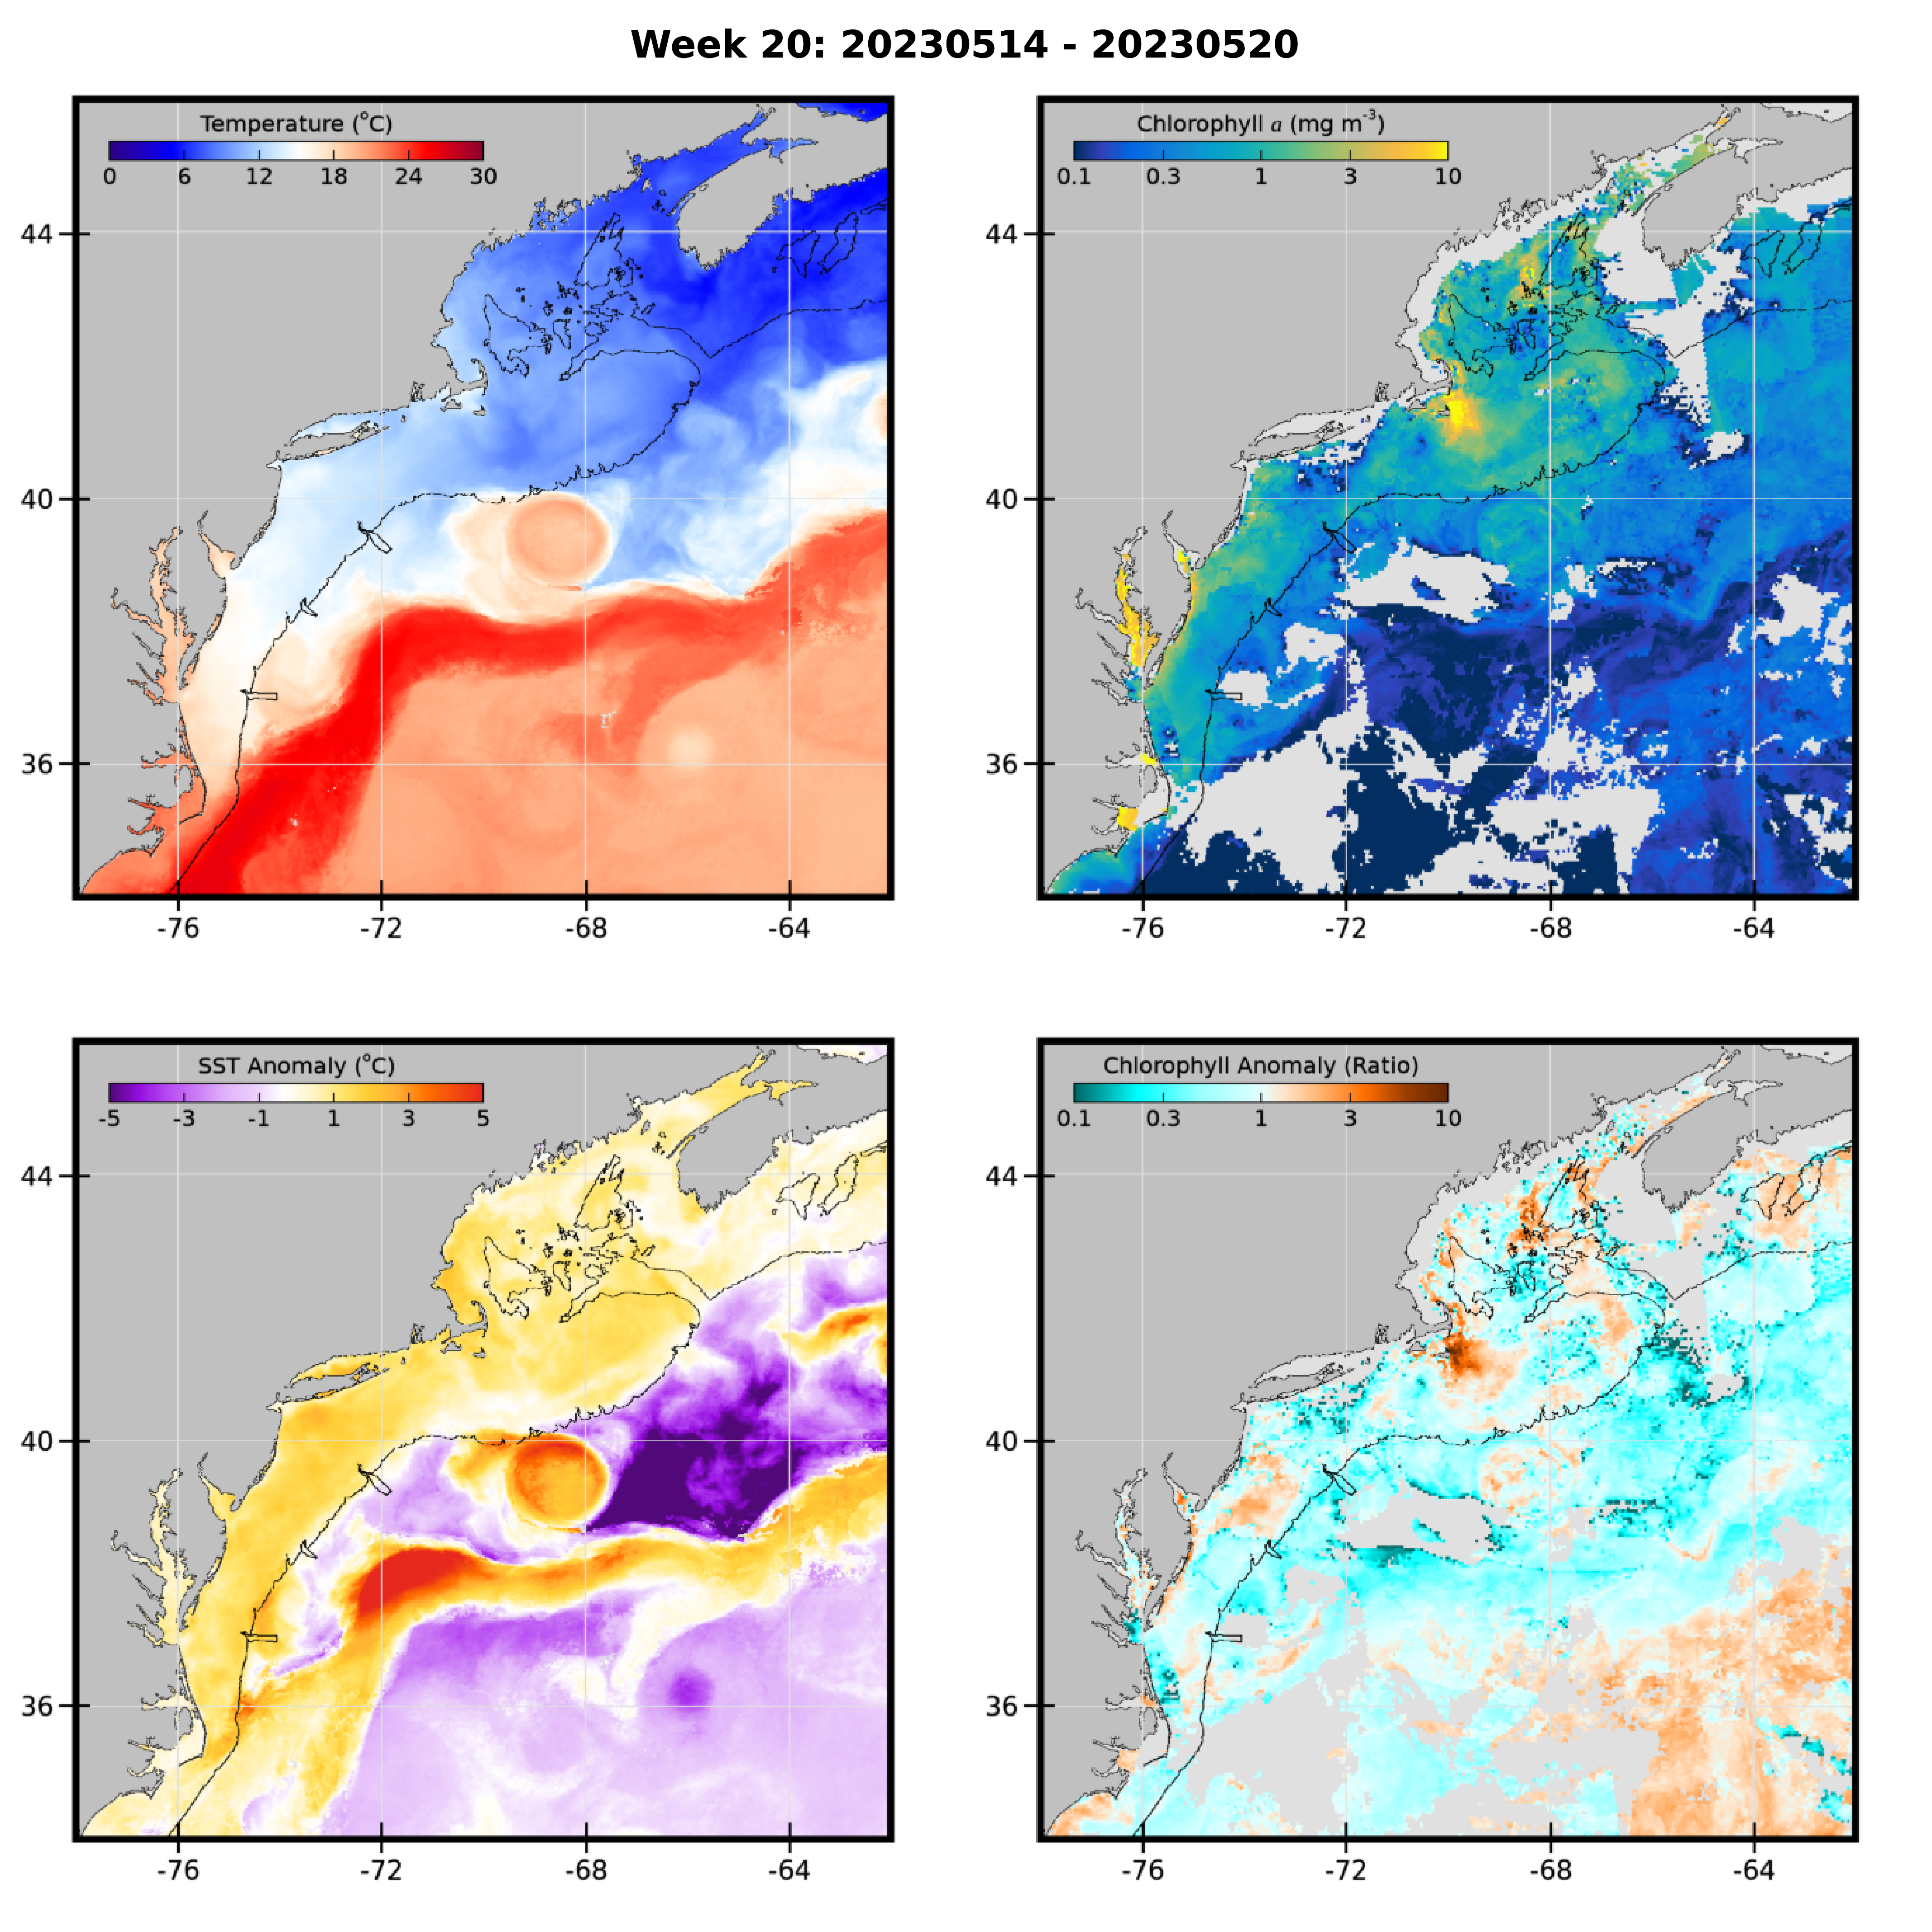 Week 20: 20230514 - 20230520
Temperature (°C)
0 6 12 18 24 30
44
40
36
-76 -72 -68 -64
Chlorophyll a (mg m⁻³)
0.1 0.3 1 3 10
44
40
36
-76 -72 -68 -64
SST Anomaly (°C)
-5 -3 -1 1 3 5
44
40
36
-76 -72 -68 -64
Chlorophyll Anomaly (Ratio)
0.1 0.3 1 3 10
44
40
36
-76 -72 -68 -64